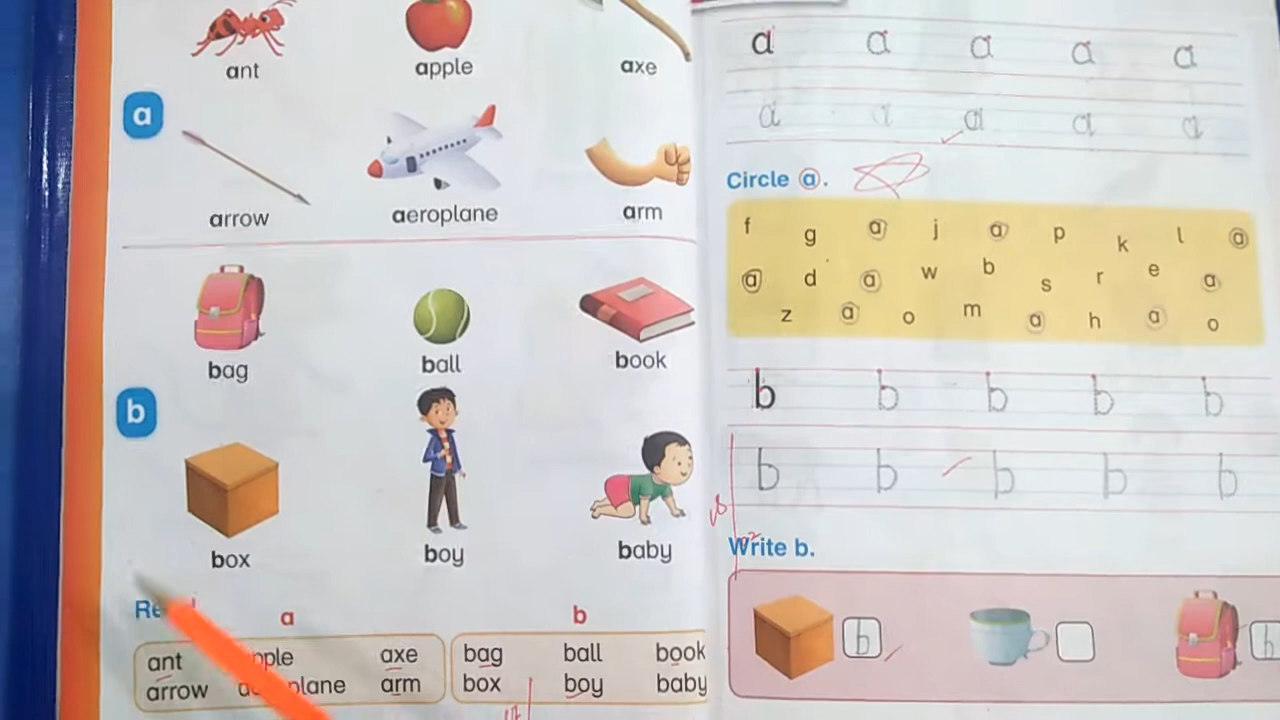 ant apple axe
a
arrow aeroplane arm
bag ball book
b
box boy baby
a b
ant axe bag ball book
arrow arm box boy baby
a a a a a
a a a a a
Circle a.
f g a j a p k l a
a d a w b s r e a
z a o m a h a o
b b b b b
b b b b b
Write b.
b